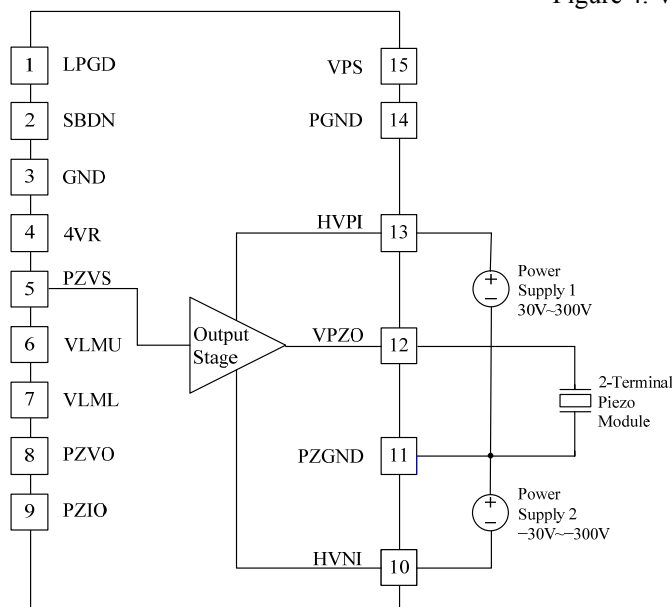 Figure 4. V
1 LPGD
2 SBDN
3 GND
4 4VR
5 PZVS
6 VLMU
7 VLML
8 PZVO
9 PZIO
VPS 15
PGND 14
HVPI 13
VPZO 12
PZGND 11
HVNI 10
Output
Stage
+
−
Power
Supply 1
30V~300V
2-Terminal
Piezo
Module
+
−
Power
Supply 2
−30V~−300V